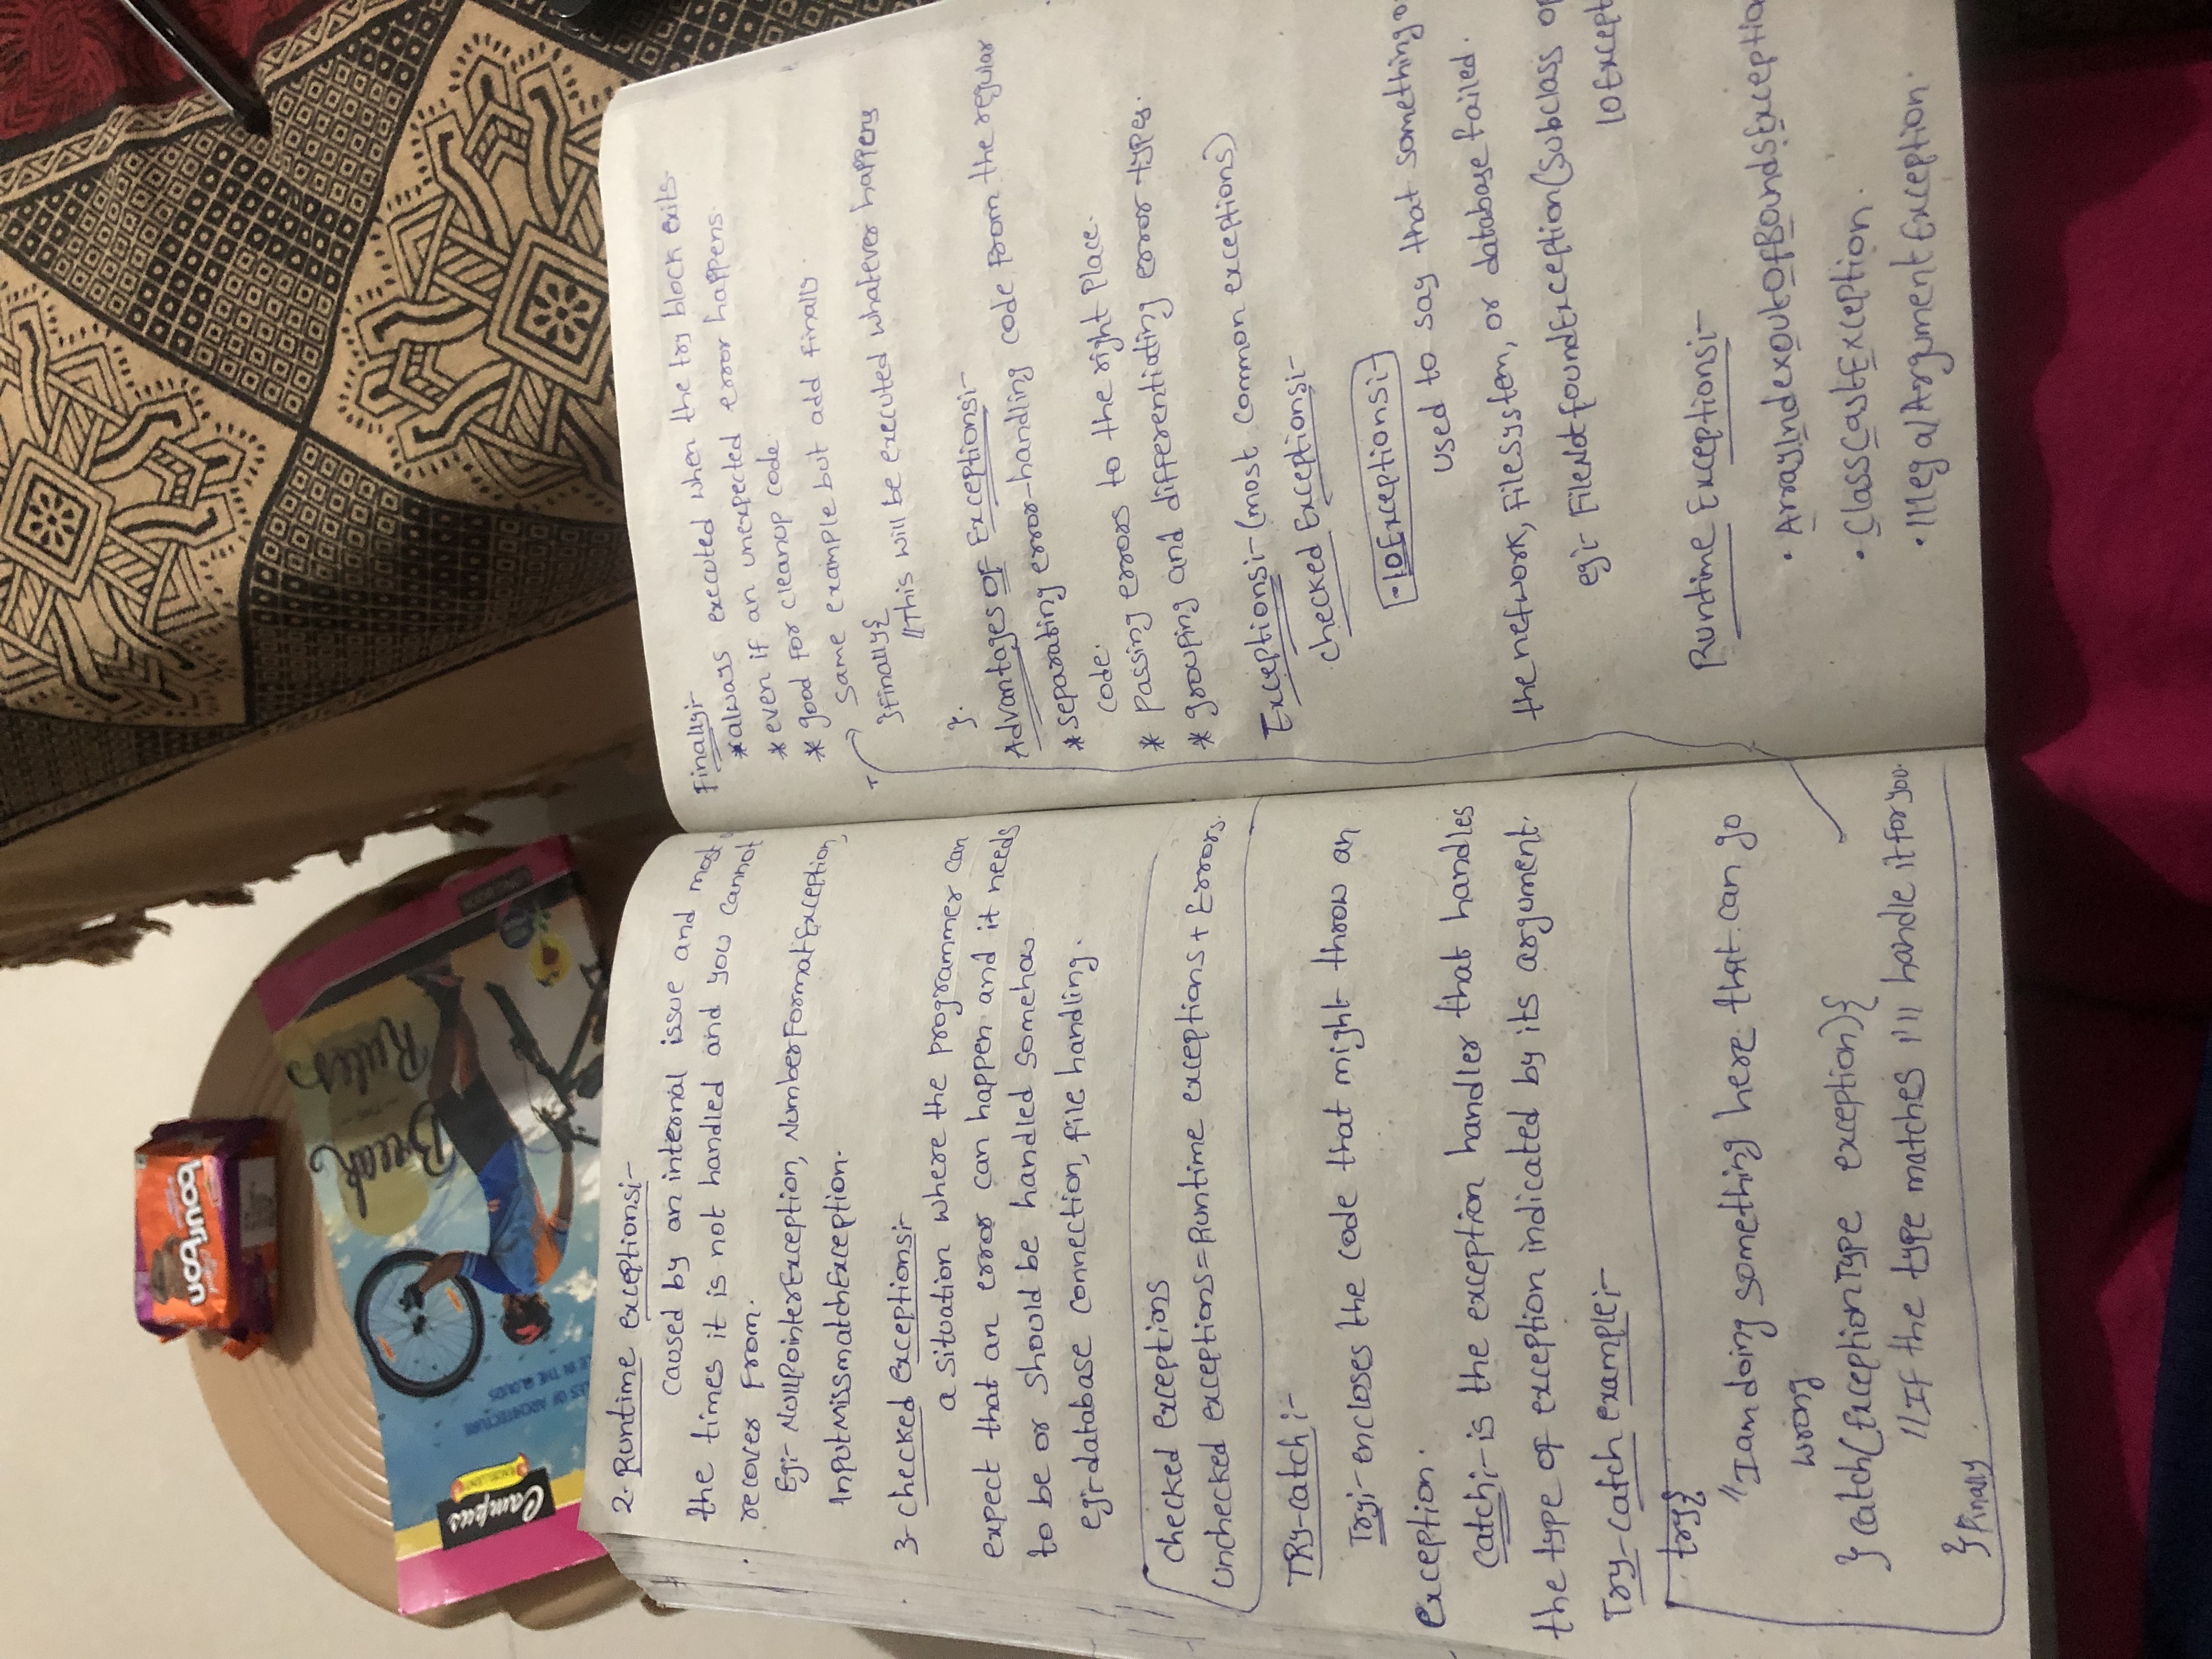 bourbon
Campus
Break
Rules
2. Runtime exceptions:-
caused by an internal issue and most
the times it is not handled and you cannot
recover from.
Eg:- NullPointerException, NumberFormatException,
InputMissmatchException.
3- checked exceptions:-
a situation where the programmer can
expect that an error can happen and it needs
to be or should be handled somehow
eg:- database connection, file handling.
checked exceptions
Unchecked exceptions = Runtime exceptions + Errors.
TRy-catch :-
Try:- encloses the code that might throw an
exception.
catch:- is the exception handler that handles
the type of exception indicated by its argument.
Try-catch example:-
try{
//I am doing something here that can go
wrong
} catch(ExceptionType exception){
//If the type matches I'll handle it for you.
} finally
Finally:-
*always executed when the try block exits
*even if an unexpected error happens.
* good for cleanup code.
Same example but add finally
}finally{
//This will be executed whatever happens
}.
Advantages of Exceptions:-
*separating error-handling code from the regular
code.
* passing errors to the right place.
* grouping and differentiating error types.
Exceptions:- (most common exceptions)
checked Exceptions:-
• IOExceptions:-
Used to say that something
the network, filesystem, or database failed.
eg:- FileNotfoundException(subclass of
IOExcept
Runtime Exceptions:-
• ArrayIndexOutOfBoundsExceptio
• ClassCastException.
• IllegalArgumentException.